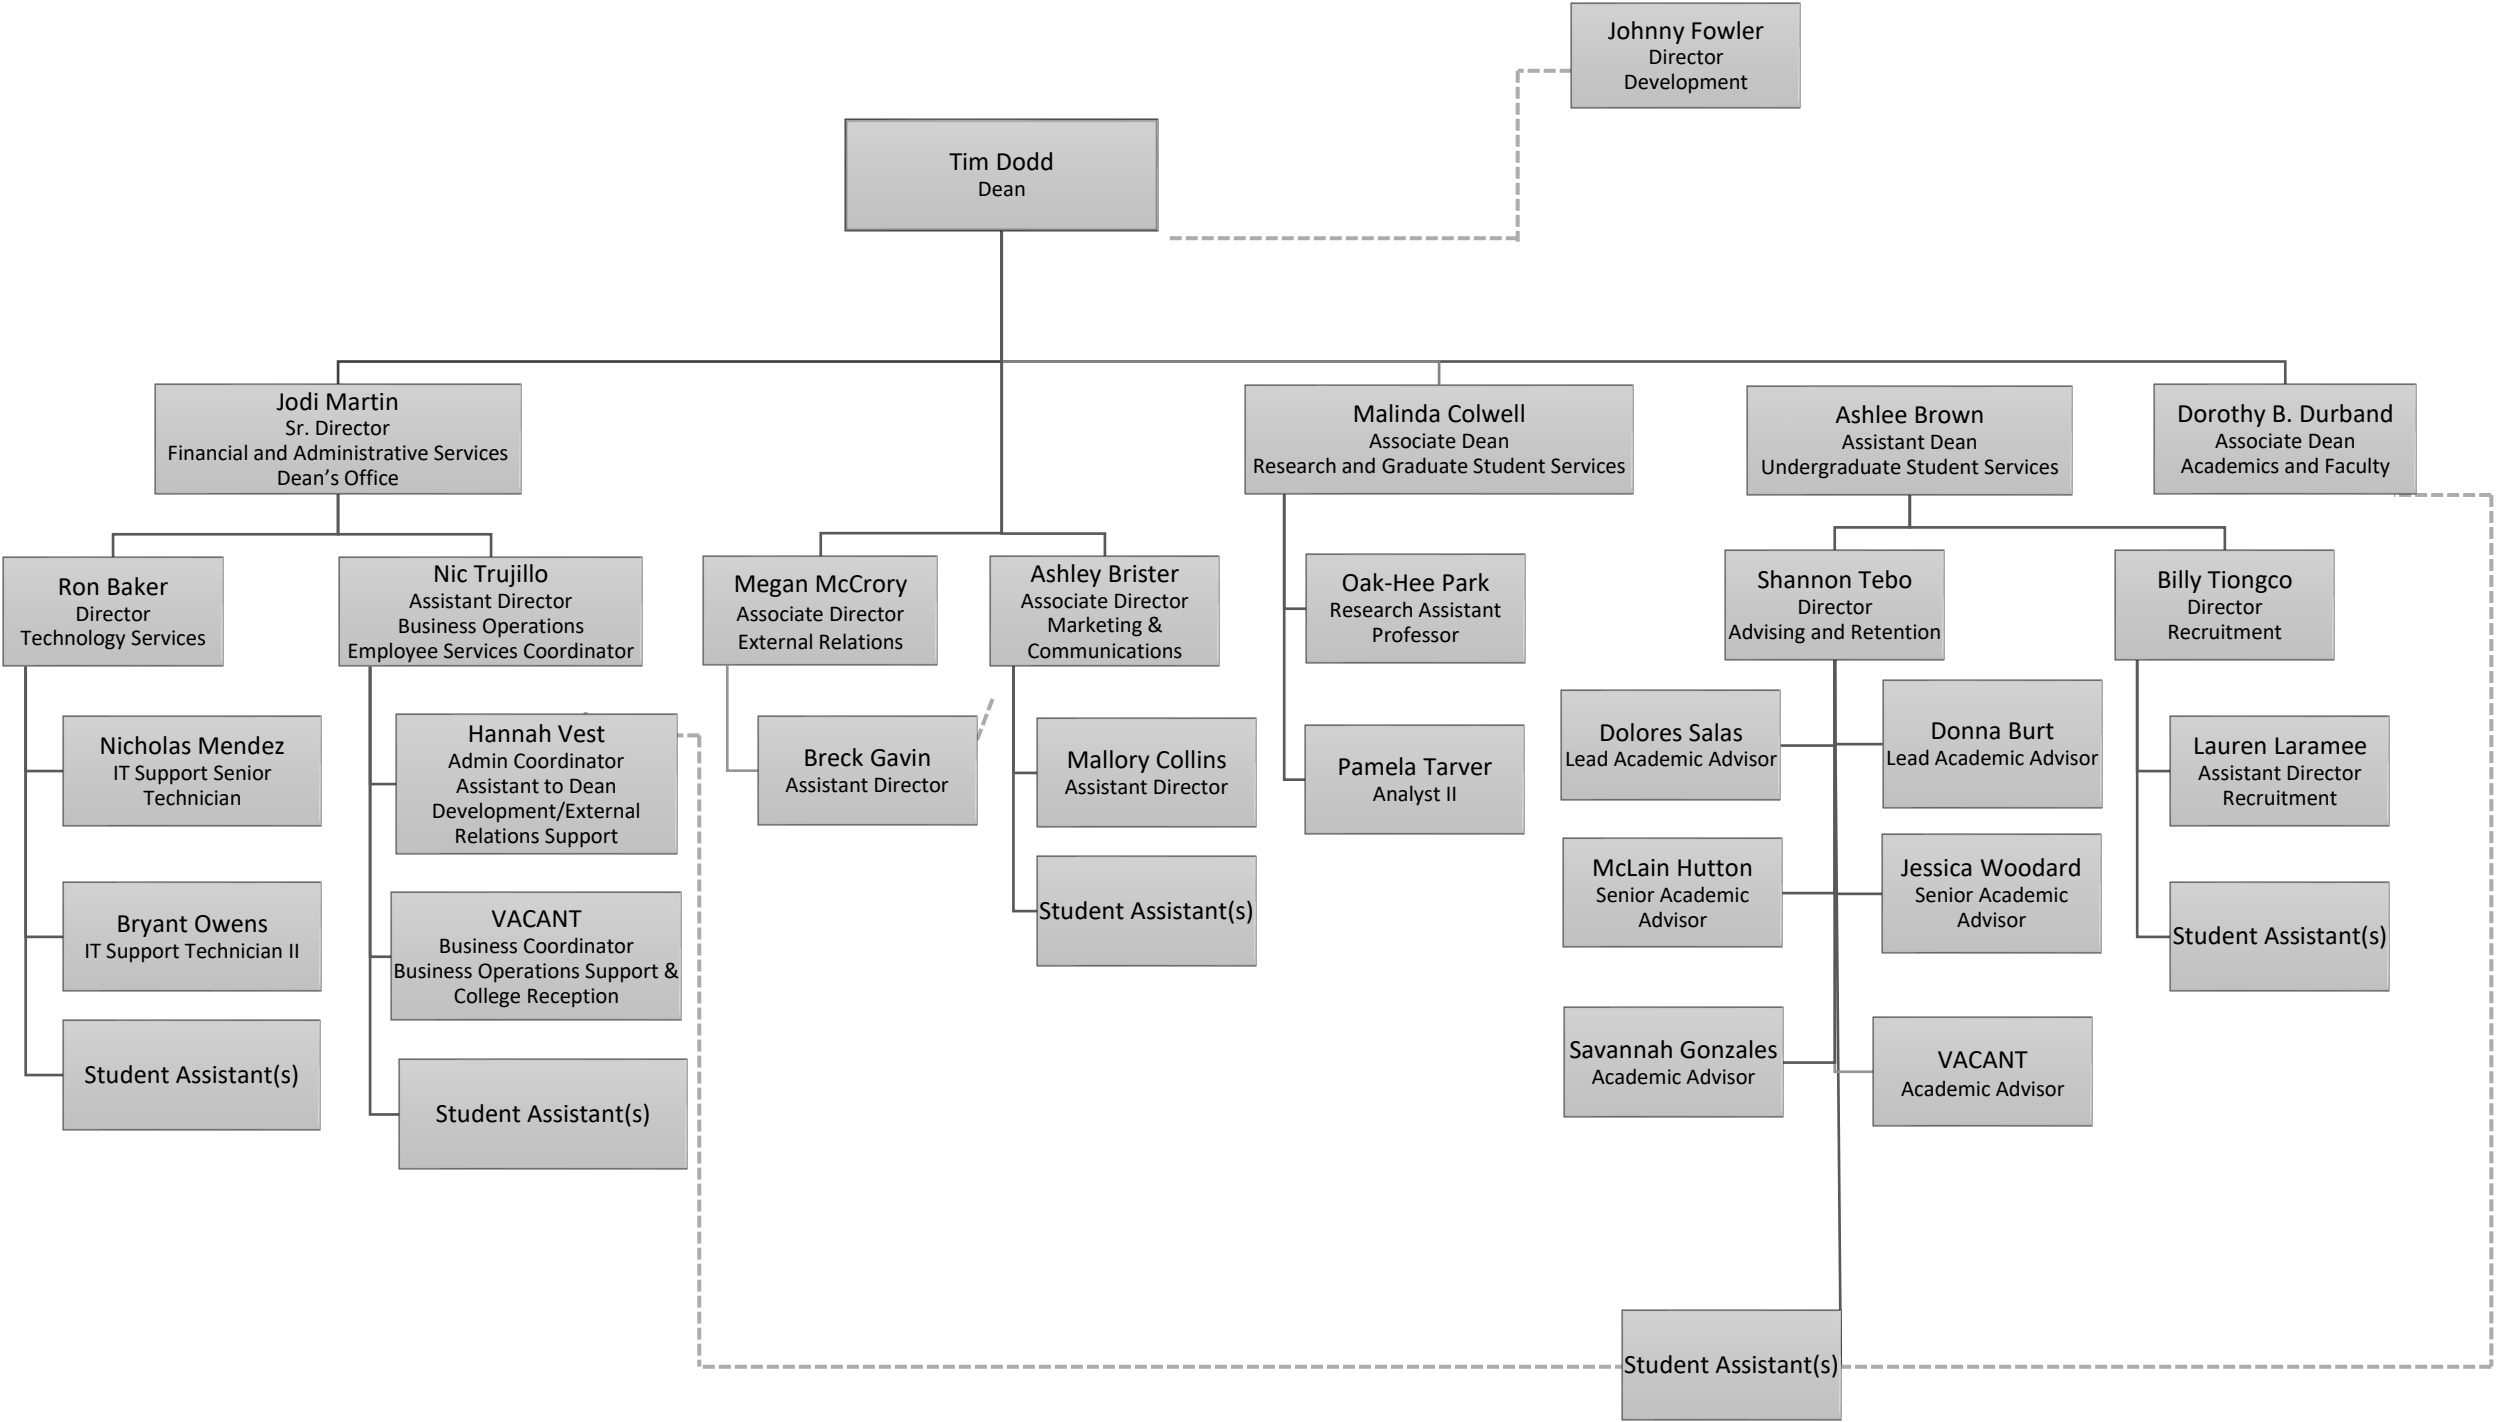 Johnny Fowler
Director
Development
Tim Dodd
Dean
Jodi Martin
Sr. Director
Financial and Administrative Services
Dean’s Office
Malinda Colwell
Associate Dean
Research and Graduate Student Services
Ashlee Brown
Assistant Dean
Undergraduate Student Services
Dorothy B. Durband
Associate Dean
Academics and Faculty
Ron Baker
Director
Technology Services
Nic Trujillo
Assistant Director
Business Operations
Employee Services Coordinator
Megan McCrory
Associate Director
External Relations
Ashley Brister
Associate Director
Marketing &
Communications
Oak-Hee Park
Research Assistant
Professor
Shannon Tebo
Director
Advising and Retention
Billy Tiongco
Director
Recruitment
Nicholas Mendez
IT Support Senior
Technician
Hannah Vest
Admin Coordinator
Assistant to Dean
Development/External
Relations Support
Breck Gavin
Assistant Director
Mallory Collins
Assistant Director
Pamela Tarver
Analyst II
Dolores Salas
Lead Academic Advisor
Donna Burt
Lead Academic Advisor
Lauren Laramee
Assistant Director
Recruitment
Bryant Owens
IT Support Technician II
VACANT
Business Coordinator
Business Operations Support &
College Reception
Student Assistant(s)
McLain Hutton
Senior Academic
Advisor
Jessica Woodard
Senior Academic
Advisor
Student Assistant(s)
Student Assistant(s)
Student Assistant(s)
Savannah Gonzales
Academic Advisor
VACANT
Academic Advisor
Student Assistant(s)